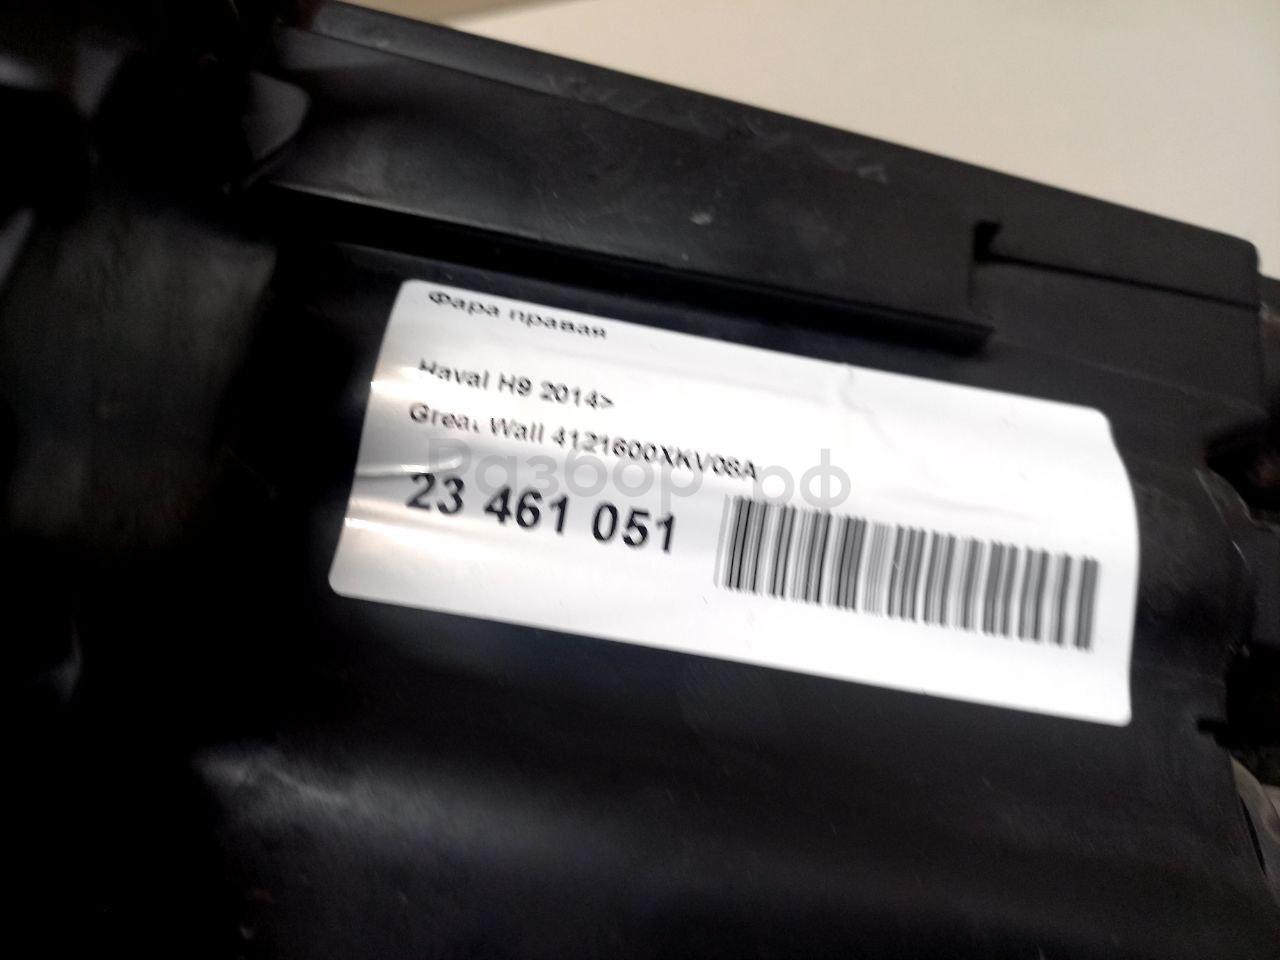 Фара правая
Haval H9 2014>
Great Wall 4121600XKV08A
Разбор.рф
23 461 051